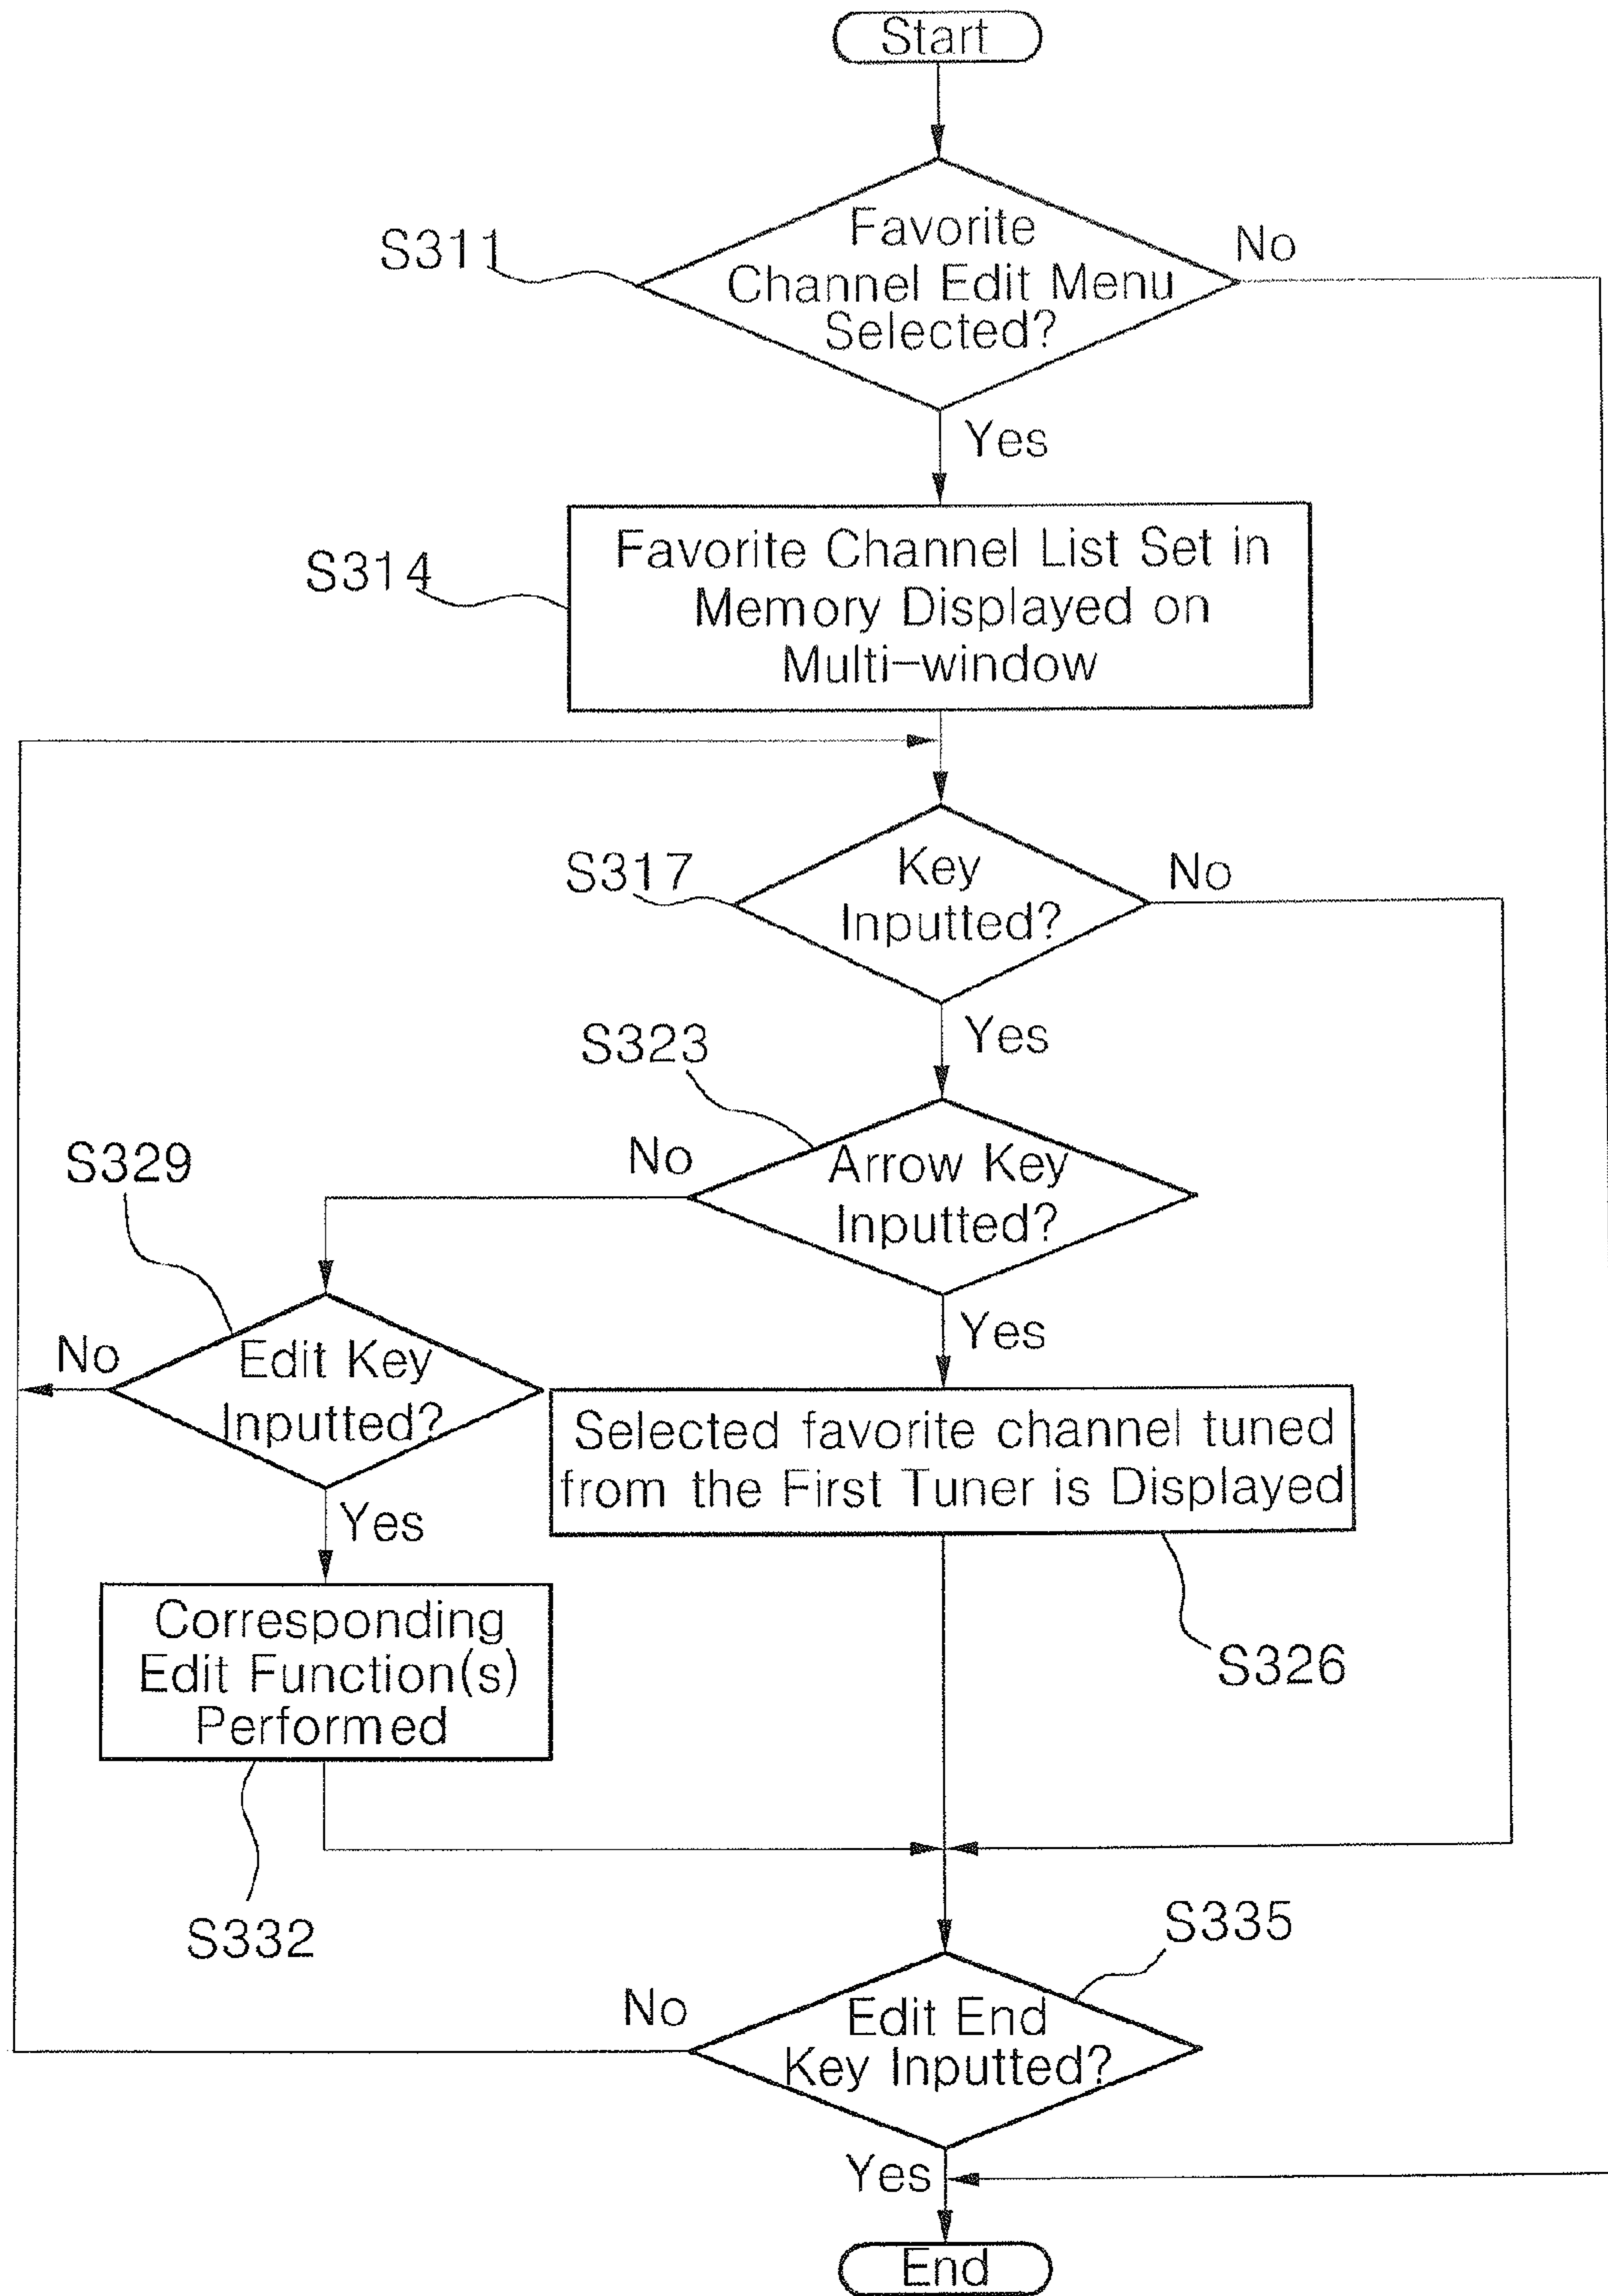 Start
S311
Favorite
Channel Edit Menu
Selected?
No
Yes
S314
Favorite Channel List Set in
Memory Displayed on
Multi-window
S317
Key
Inputted?
No
Yes
S323
No
Arrow Key
Inputted?
S329
No
Edit Key
Inputted?
Yes
Yes
Selected favorite channel tuned
from the First Tuner is Displayed
S326
Corresponding
Edit Function(s)
Performed
S332
S335
No
Edit End
Key Inputted?
Yes
End